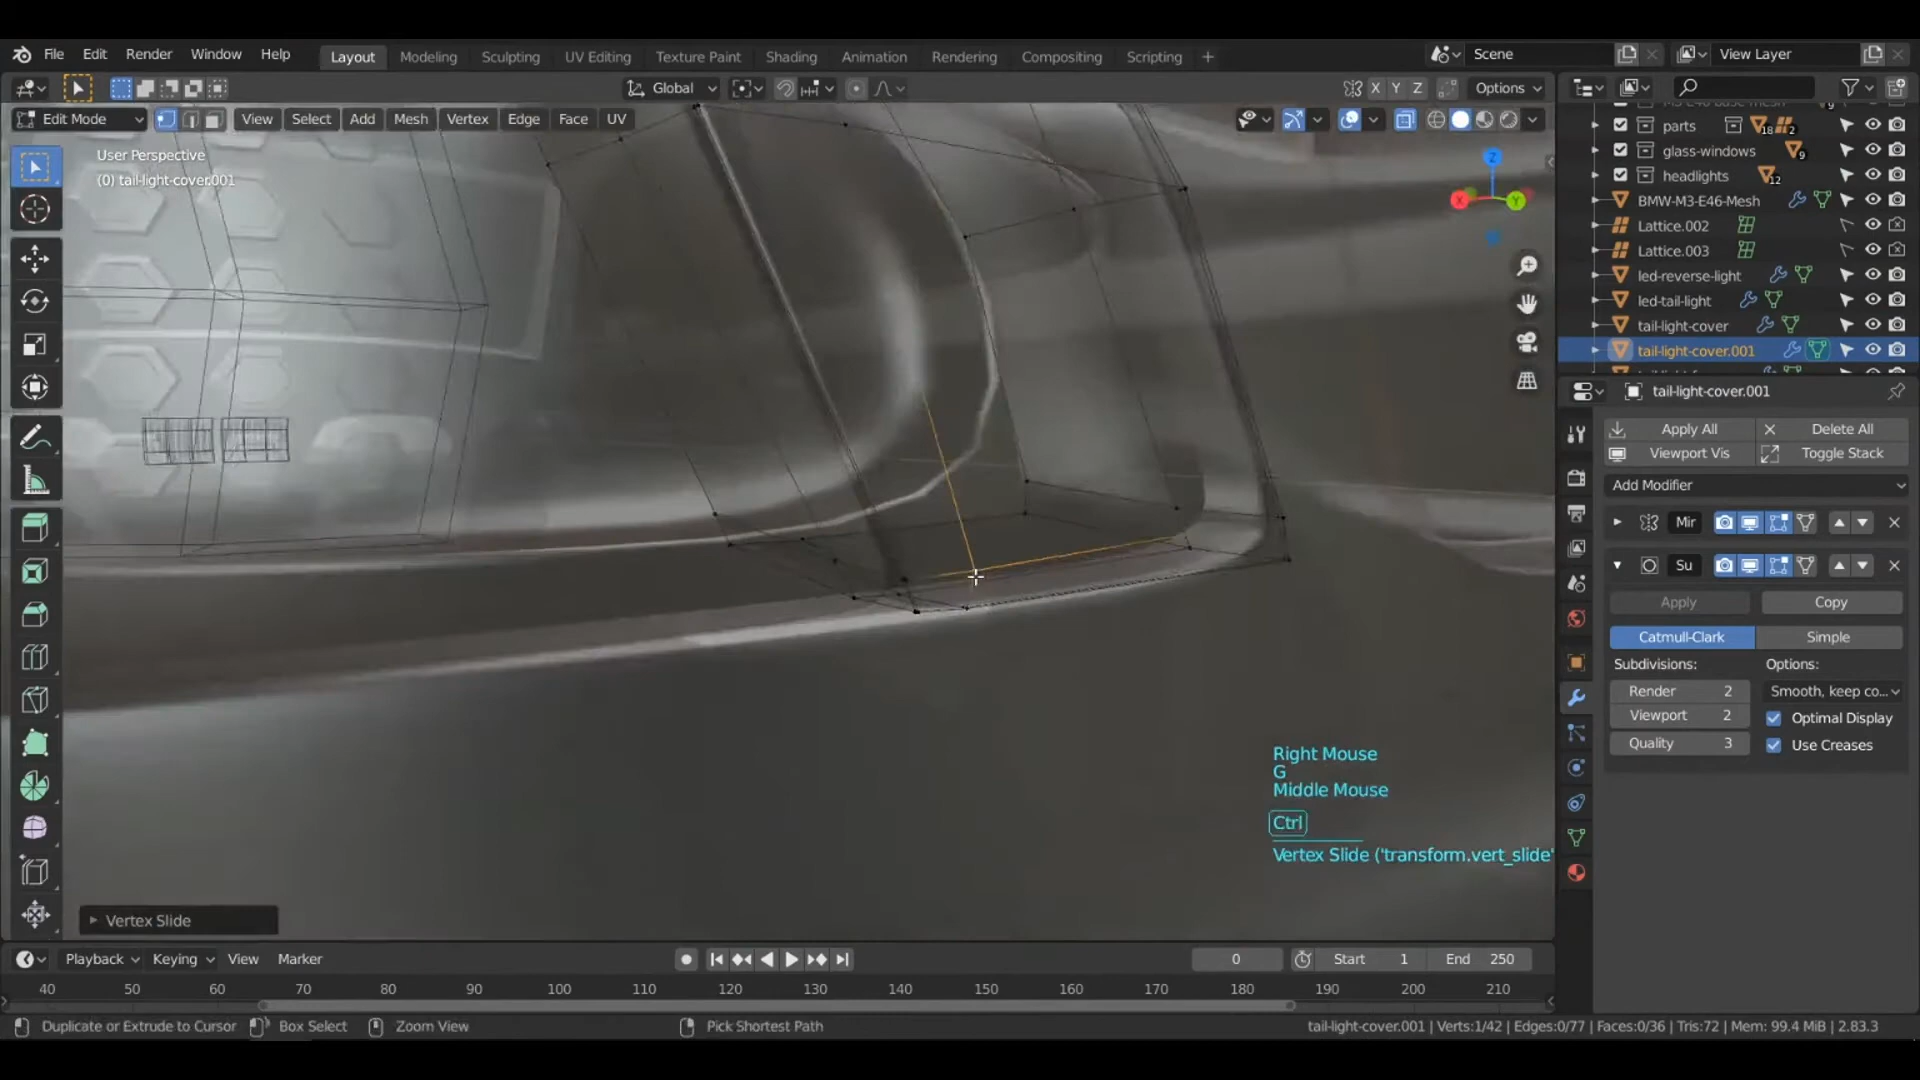 File Edit Render Window Help Layout Modeling Sculpting UV Editing Texture Paint Shading Animation Rendering Compositing Scripting + Scene View Layer
Global X Y Z Options
Edit Mode View Select Add Mesh Vertex Edge Face UV
User Perspective
(0) tail-light-cover.001
Z
X Y
parts 18 2
glass-windows 9
headlights 12
BMW-M3-E46-Mesh
Lattice.002
Lattice.003
led-reverse-light
led-tail-light
tail-light-cover
tail-light-cover.001
tail-light-cover.001
Apply All Delete All
Viewport Vis Toggle Stack
Add Modifier
Mir
Su
Apply Copy
Catmull-Clark Simple
Subdivisions: Options:
Render 2 Smooth, keep co...
Viewport 2 Optimal Display
Quality 3 Use Creases
Right Mouse
G
Middle Mouse
Ctrl
Vertex Slide ('transform.vert_slide'
Vertex Slide
Playback Keying View Marker 0 Start 1 End 250
40 50 60 70 80 90 100 110 120 130 140 150 160 170 180 190 200 210
Duplicate or Extrude to Cursor Box Select Zoom View Pick Shortest Path tail-light-cover.001 | Verts:1/42 | Edges:0/77 | Faces:0/36 | Tris:72 | Mem: 99.4 MiB | 2.83.3